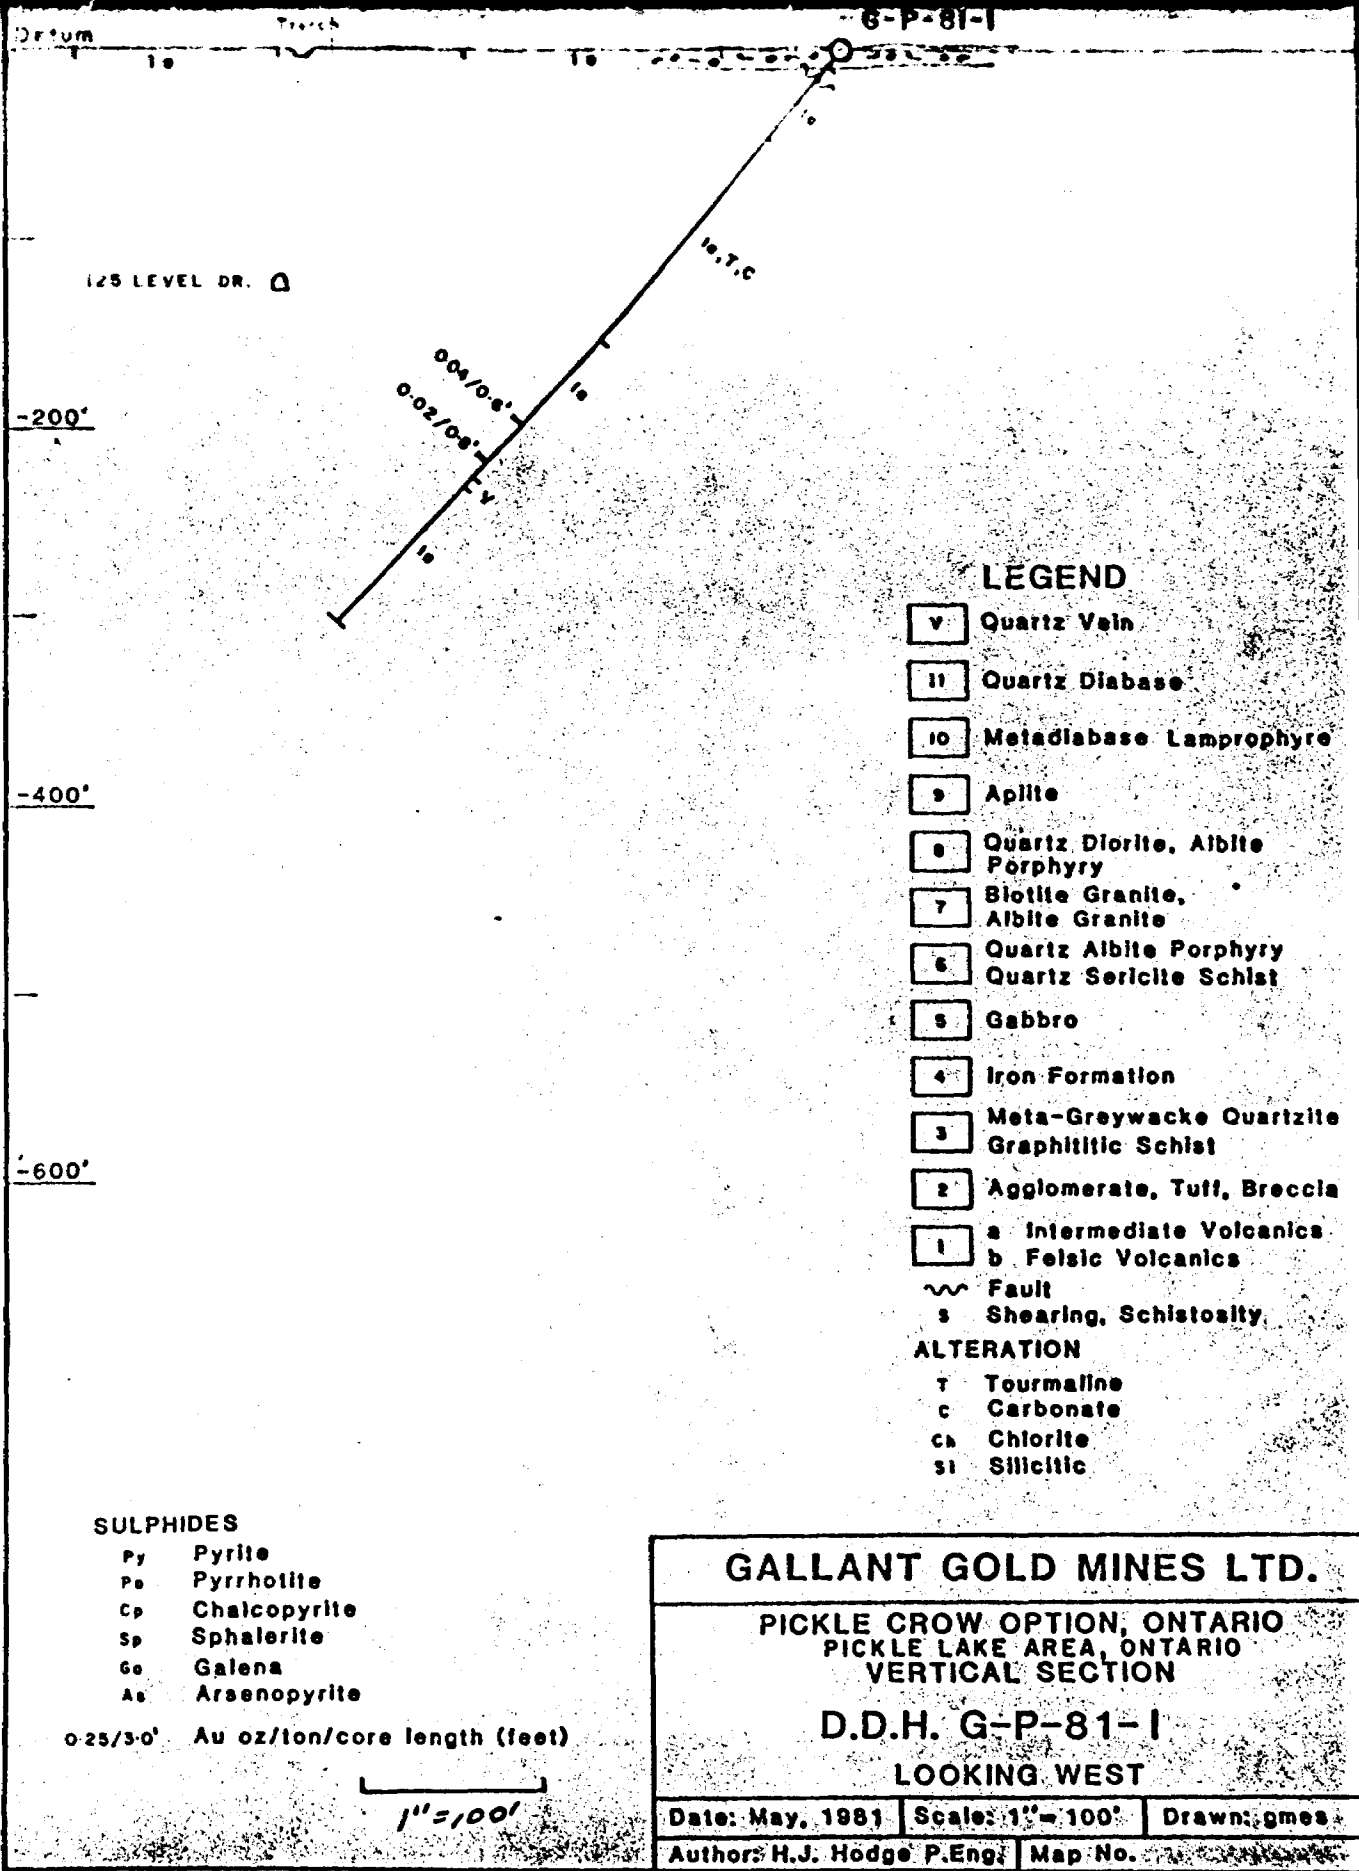 Datum
Trench
G-P-81-1
1a
1a
1a
1a,T,C
125 LEVEL DR.
0.04/0.6'
1a
0.02/0.8'
-200'
V
1a
LEGEND
V Quartz Vein
11 Quartz Diabase
10 Metadiabase Lamprophyre
-400'
9 Aplite
8 Quartz Diorite, Albite
Porphyry
7 Biotite Granite,
Albite Granite
6 Quartz Albite Porphyry
Quartz Sericite Schist
5 Gabbro
4 Iron Formation
3 Meta-Greywacke Quartzite
Graphititic Schist
-600'
2 Agglomerate, Tuff, Breccia
1 a Intermediate Volcanics
b Felsic Volcanics
Fault
S Shearing, Schistosity
ALTERATION
T Tourmaline
C Carbonate
Ch Chlorite
Si Silicitic
SULPHIDES
Py Pyrite
Po Pyrrhotite
Cp Chalcopyrite
Sp Sphalerite
Ga Galena
As Arsenopyrite
0.25/3.0' Au oz/ton/core length (feet)
1"=100'
GALLANT GOLD MINES LTD.
PICKLE CROW OPTION, ONTARIO
PICKLE LAKE AREA, ONTARIO
VERTICAL SECTION
D.D.H. G-P-81-1
LOOKING WEST
Date: May, 1981 Scale: 1"=100' Drawn: gmes
Author: H.J. Hodge P.Eng. Map No.